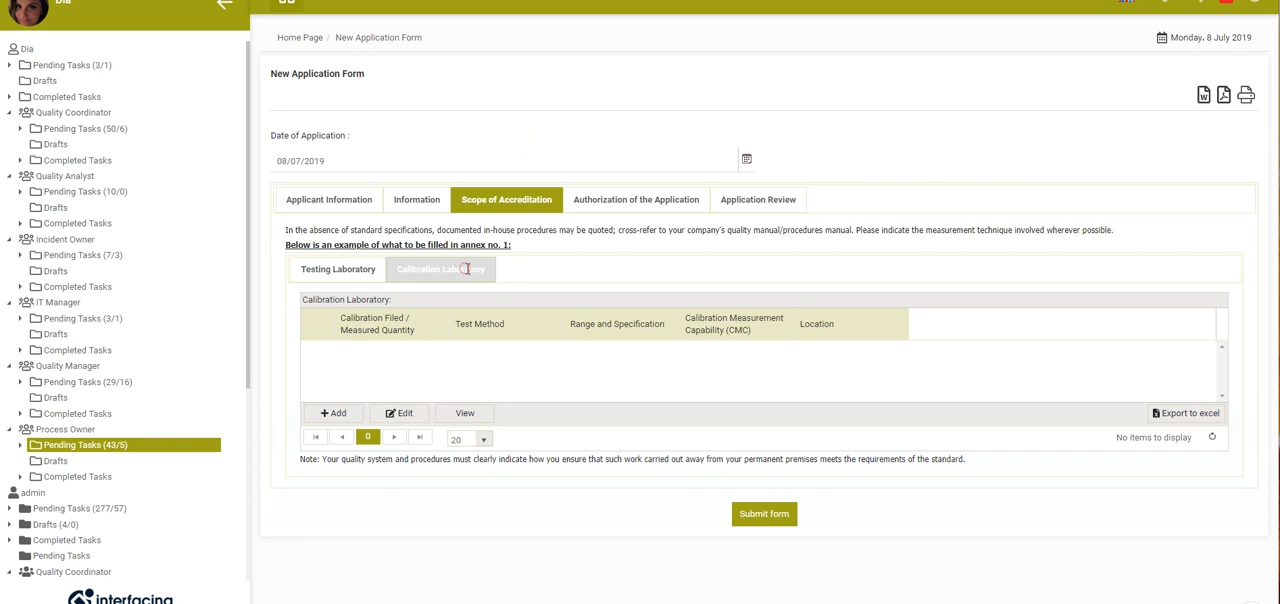 Dia
Home Page / New Application Form
Monday، 8 July 2019
Dia
Pending Tasks (3/1)
Drafts
Completed Tasks
Quality Coordinator
Pending Tasks (50/6)
Drafts
Completed Tasks
Quality Analyst
Pending Tasks (10/0)
Drafts
Completed Tasks
Incident Owner
Pending Tasks (7/3)
Drafts
Completed Tasks
IT Manager
Pending Tasks (3/1)
Drafts
Completed Tasks
Quality Manager
Pending Tasks (29/16)
Drafts
Completed Tasks
Process Owner
Pending Tasks (43/5)
Drafts
Completed Tasks
admin
Pending Tasks (277/57)
Drafts (4/0)
Completed Tasks
Pending Tasks
Quality Coordinator
interfacing
New Application Form
Date of Application :
08/07/2019
Applicant Information Information Scope of Accreditation Authorization of the Application Application Review
In the absence of standard specifications, documented in-house procedures may be quoted; cross-refer to your company's quality manual/procedures manual. Please indicate the measurement technique involved wherever possible.
Below is an example of what to be filled in annex no. 1:
Testing Laboratory Calibration Laboratory
Calibration Laboratory:
Calibration Filed / Measured Quantity Test Method Range and Specification Calibration Measurement Capability (CMC) Location
Add Edit View Export to excel
0 20 No items to display
Note: Your quality system and procedures must clearly indicate how you ensure that such work carried out away from your permanent premises meets the requirements of the standard.
Submit form